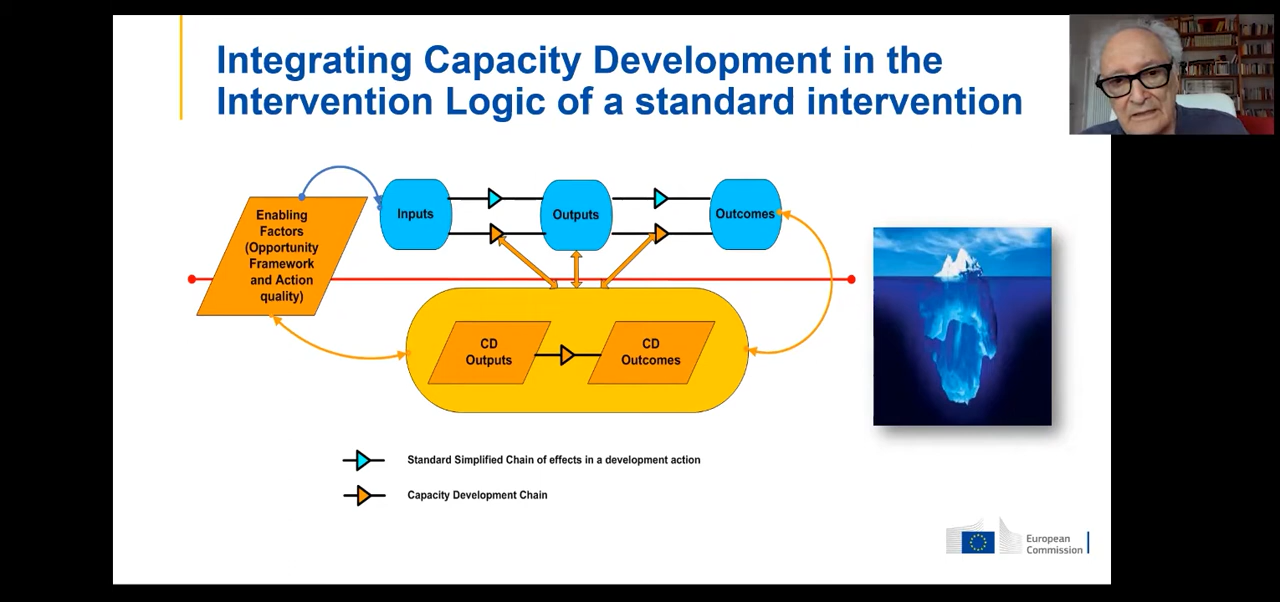 Integrating Capacity Development in the
Intervention Logic of a standard intervention
Enabling
Factors
(Opportunity
Framework
and Action
quality)
Inputs
Outputs
Outcomes
CD
Outputs
CD
Outcomes
Standard Simplified Chain of effects in a development action
Capacity Development Chain
European
Commission